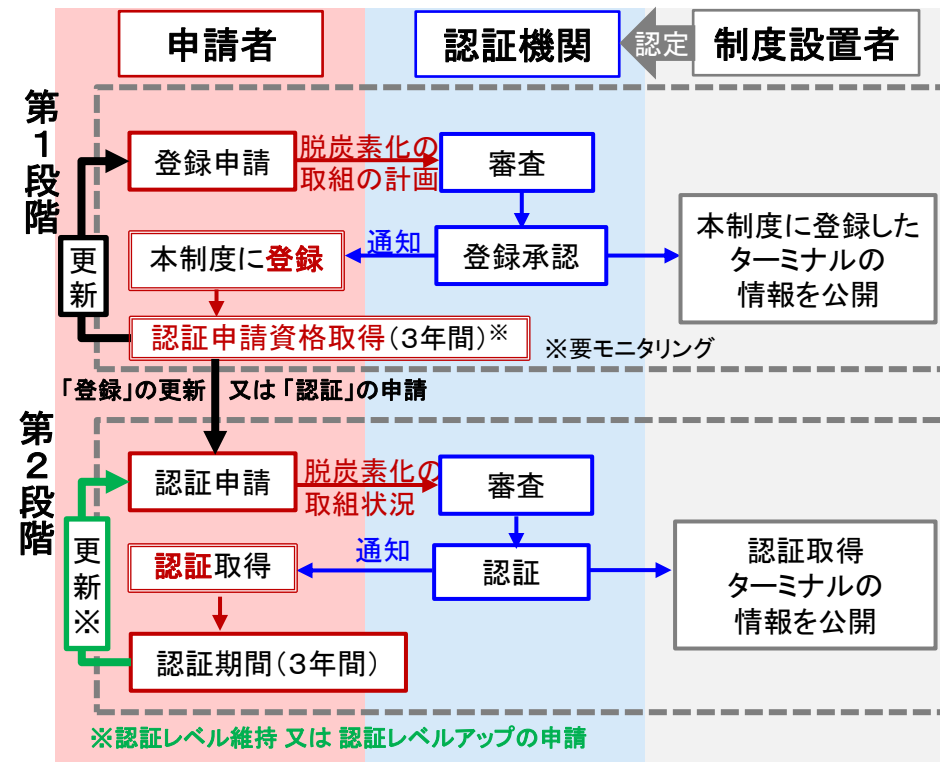 申請者
認証機関
認定
制度設置者
第1段階
登録申請
脱炭素化の
取組の計画
審査
本制度に登録
通知
登録承認
本制度に登録した
ターミナルの
情報を公開
更新
認証申請資格取得(3年間)※
※要モニタリング
「登録」の更新 又は「認証」の申請
第2段階
認証申請
脱炭素化の
取組状況
審査
認証取得
通知
認証
認証取得
ターミナルの
情報を公開
更新※
認証期間(3年間)
※認証レベル維持 又は 認証レベルアップの申請